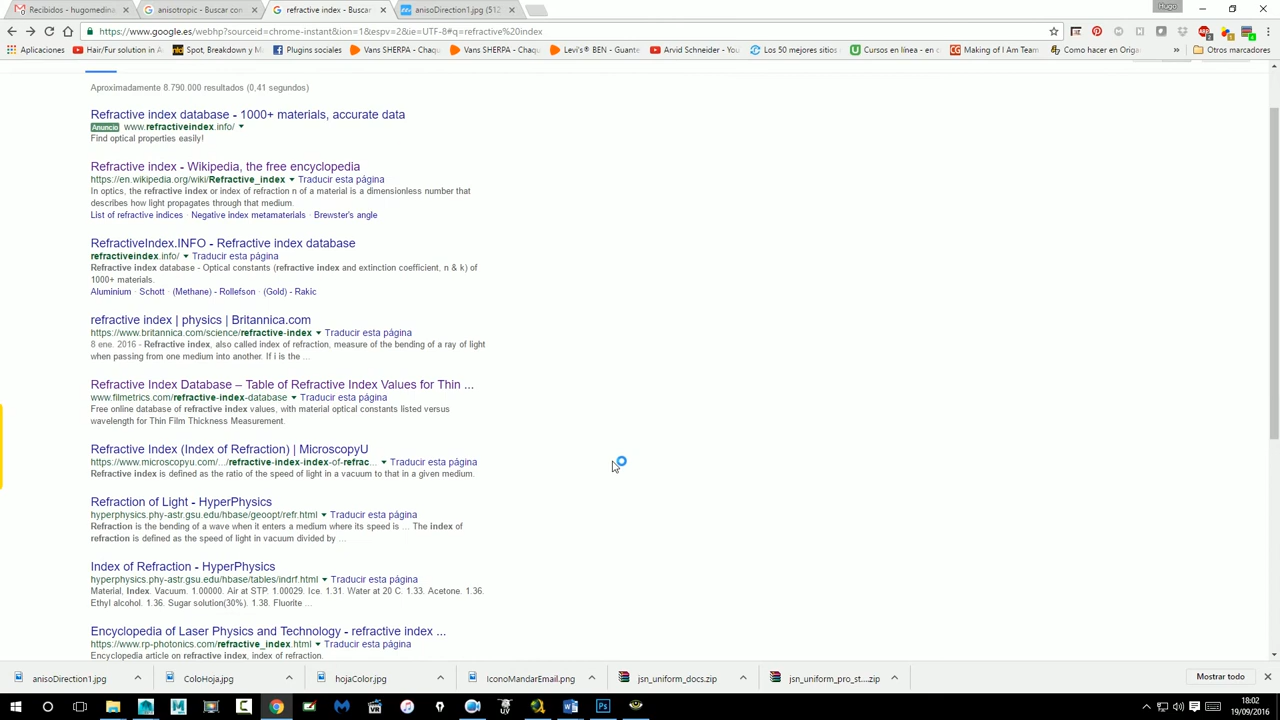 Recibidos - hugomedina
anisotropic - Buscar con
refractive index - Buscar
anisoDirection1.jpg (512
Hugo
https://www.google.es/webhp?sourceid=chrome-instant&ion=1&espv=2&ie=UTF-8#q=refractive%20index
Aplicaciones
Hair/Fur solution in
Spot, Breakdown y M
Plugins sociales
Vans SHERPA - Chaq
Vans SHERPA - Chaq
Levi's® BEN - Guante
Arvid Schneider - You
Los 50 mejores sitios
Cursos en línea - en o
Making of I Am Team
Como hacer en Orig
Otros marcadores
Aproximadamente 8.790.000 resultados (0,41 segundos)
Refractive index database - 1000+ materials, accurate data
Anuncio www.refractiveindex.info/
Find optical properties easily!
Refractive index - Wikipedia, the free encyclopedia
https://en.wikipedia.org/wiki/Refractive_index Traducir esta página
In optics, the refractive index or index of refraction n of a material is a dimensionless number that
describes how light propagates through that medium.
List of refractive indices · Negative index metamaterials · Brewster's angle
RefractiveIndex.INFO - Refractive index database
refractiveindex.info/ Traducir esta página
Refractive index database - Optical constants (refractive index and extinction coefficient, n & k) of
1000+ materials.
Aluminium · Schott · (Methane) - Rollefson · (Gold) - Rakic
refractive index | physics | Britannica.com
https://www.britannica.com/science/refractive-index Traducir esta página
8 ene. 2016 - Refractive index, also called index of refraction, measure of the bending of a ray of light
when passing from one medium into another. If i is the ...
Refractive Index Database – Table of Refractive Index Values for Thin ...
www.filmetrics.com/refractive-index-database Traducir esta página
Free online database of refractive index values, with material optical constants listed versus
wavelength for Thin Film Thickness Measurement.
Refractive Index (Index of Refraction) | MicroscopyU
https://www.microscopyu.com/.../refractive-index-index-of-refrac... Traducir esta página
Refractive index is defined as the ratio of the speed of light in a vacuum to that in a given medium.
Refraction of Light - HyperPhysics
hyperphysics.phy-astr.gsu.edu/hbase/geoopt/refr.html Traducir esta página
Refraction is the bending of a wave when it enters a medium where its speed is ... The index of
refraction is defined as the speed of light in vacuum divided by ...
Index of Refraction - HyperPhysics
hyperphysics.phy-astr.gsu.edu/hbase/tables/indrf.html Traducir esta página
Material, Index. Vacuum. 1.00000. Air at STP. 1.00029. Ice. 1.31. Water at 20 C. 1.33. Acetone. 1.36.
Ethyl alcohol. 1.36. Sugar solution(30%). 1.38. Fluorite ...
Encyclopedia of Laser Physics and Technology - refractive index ...
https://www.rp-photonics.com/refractive_index.html Traducir esta página
Encyclopedia article on refractive index, index of refraction.
anisoDirection1.jpg
ColoHoja.jpg
hojaColor.jpg
IconoMandarEmail.png
jsn_uniform_docs.zip
jsn_uniform_pro_st....zip
Mostrar todo
18:02
19/09/2016